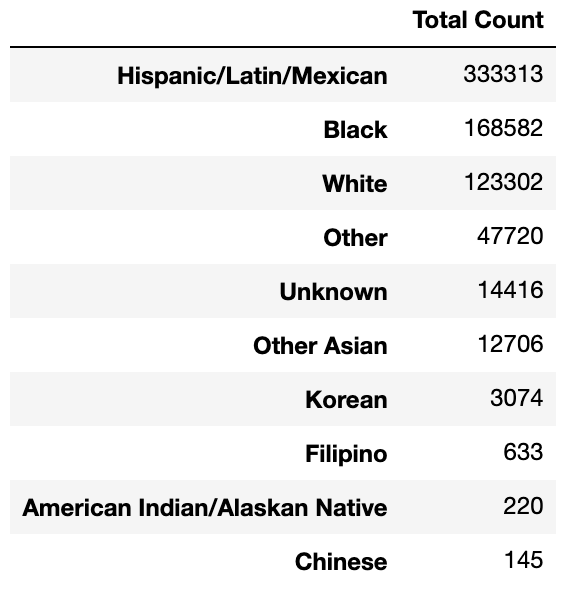 Total Count
Hispanic/Latin/Mexican 333313
Black 168582
White 123302
Other 47720
Unknown 14416
Other Asian 12706
Korean 3074
Filipino 633
American Indian/Alaskan Native 220
Chinese 145